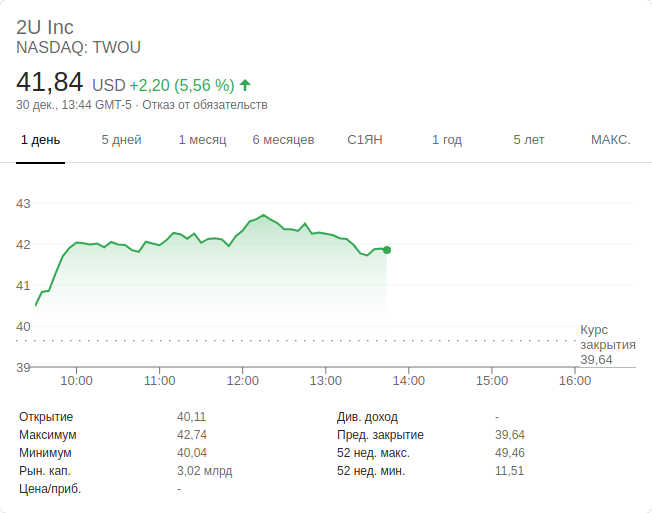 2U Inc
NASDAQ: TWOU
41,84 USD +2,20 (5,56 %)
30 дек., 13:44 GMT-5 · Отказ от обязательств
1 день 5 дней 1 месяц 6 месяцев С1ЯН 1 год 5 лет МАКС.
43
42
41
40
Курс
закрытия
39,64
39
10:00 11:00 12:00 13:00 14:00 15:00 16:00
Открытие 40,11 Див. доход -
Максимум 42,74 Пред. закрытие 39,64
Минимум 40,04 52 нед. макс. 49,46
Рын. кап. 3,02 млрд 52 нед. мин. 11,51
Цена/приб. -